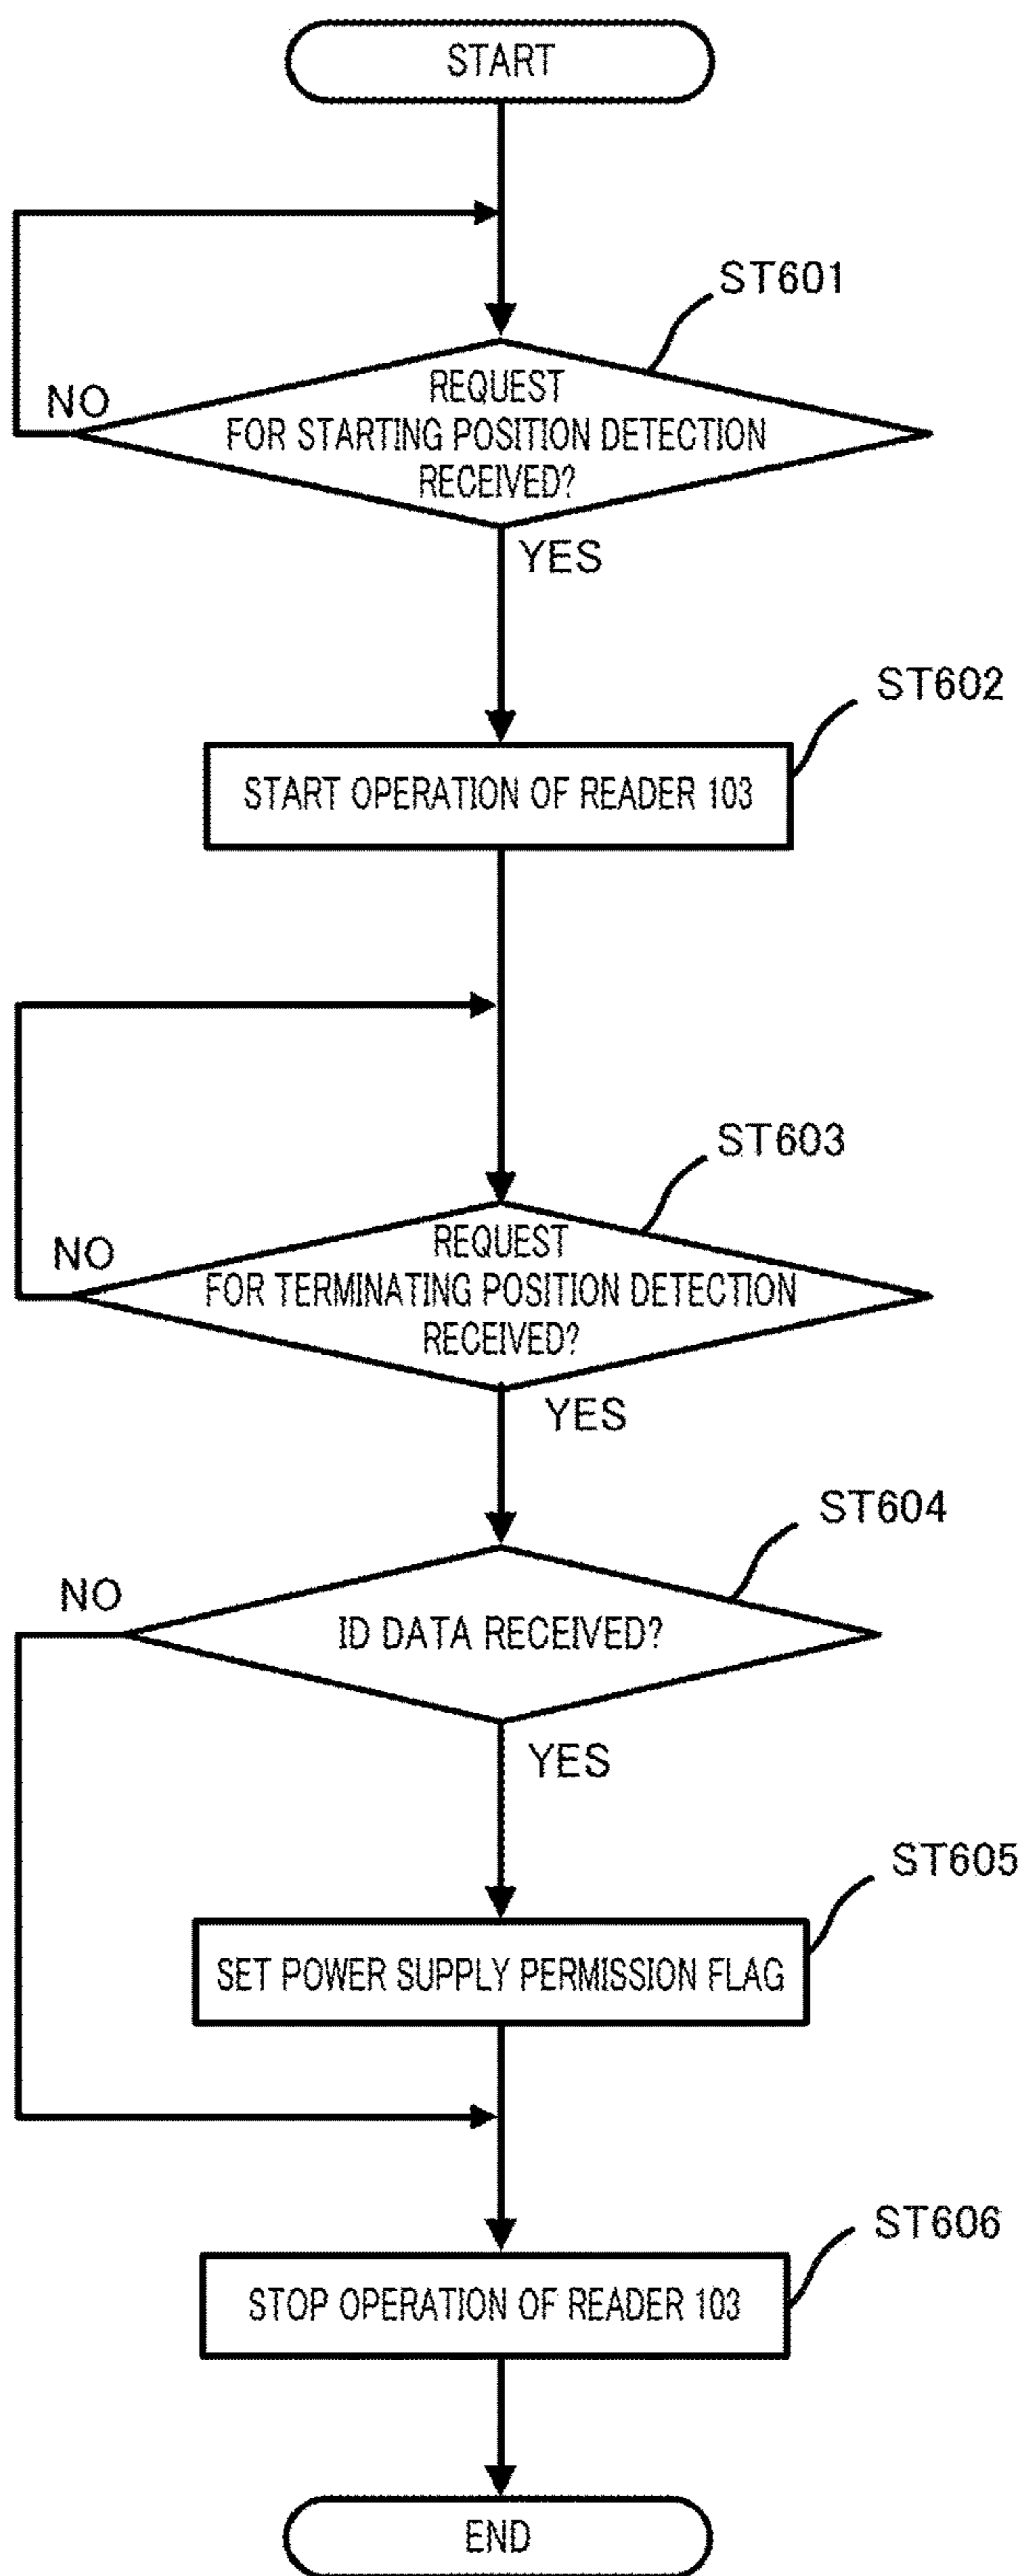 START
ST601
NO
REQUEST
FOR STARTING POSITION DETECTION
RECEIVED?
YES
ST602
START OPERATION OF READER 103
ST603
NO
REQUEST
FOR TERMINATING POSITION DETECTION
RECEIVED?
YES
ST604
NO
ID DATA RECEIVED?
YES
ST605
SET POWER SUPPLY PERMISSION FLAG
ST606
STOP OPERATION OF READER 103
END